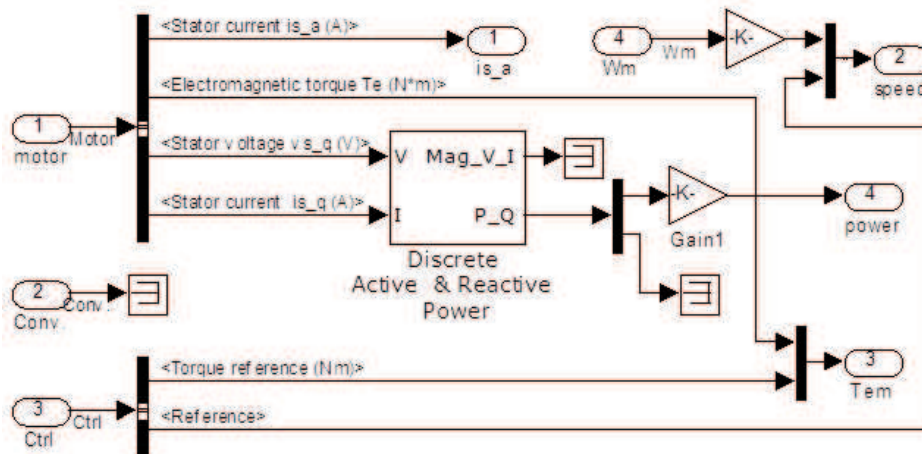 <Stator current is_a (A)>
1
is_a
4
Wm
Wm
-K-
2
speed
<Electromagnetic torque Te (N*m)>
1
motor
Motor
<Stator voltage vs_q (V)>
V
Mag_V_I
<Stator current is_q (A)>
I
P_Q
-K-
Gain1
4
power
Discrete
Active & Reactive
Power
2
Conv.
Conv.
<Torque reference (Nm)>
3
Tem
3
Ctrl
Ctrl
<Reference>